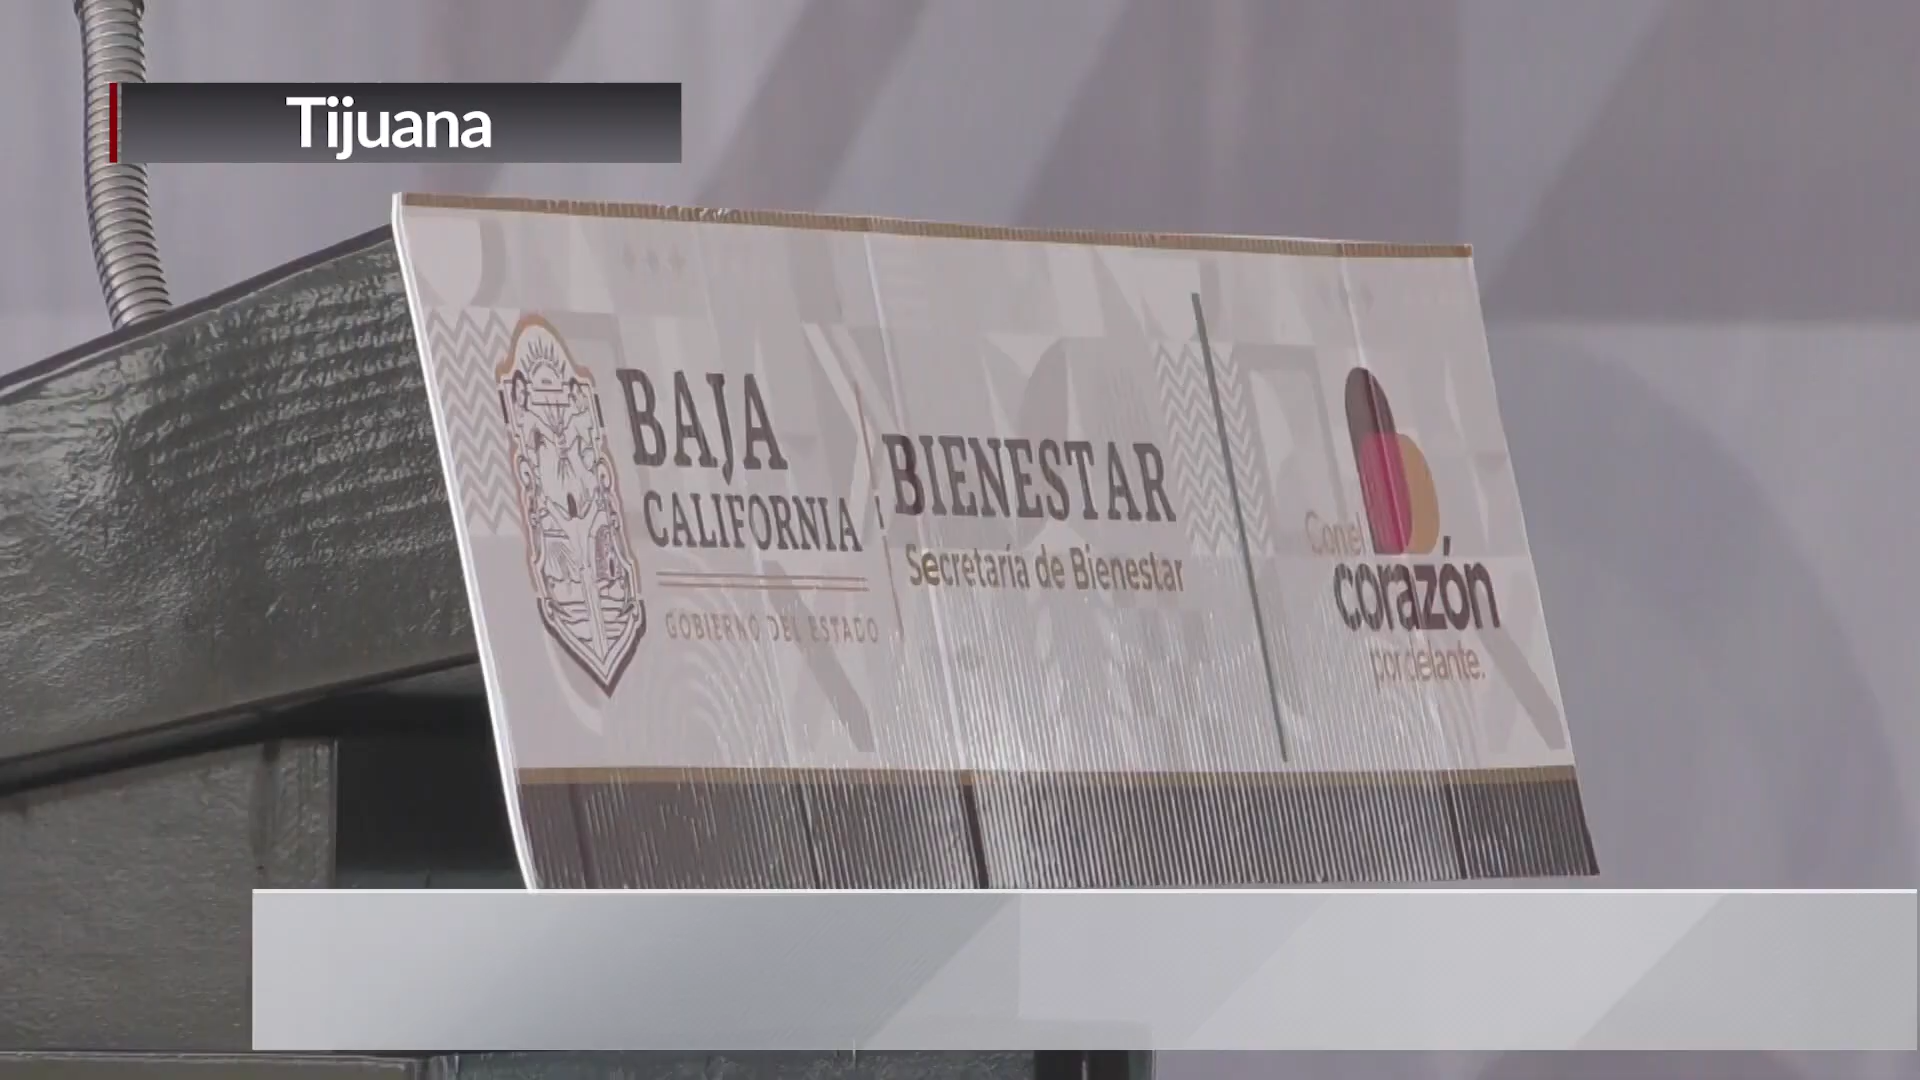 Tijuana
BAJA
CALIFORNIA
GOBIERNO DEL ESTADO
BIENESTAR
Secretaría de Bienestar
Con el
corazón
por delante.